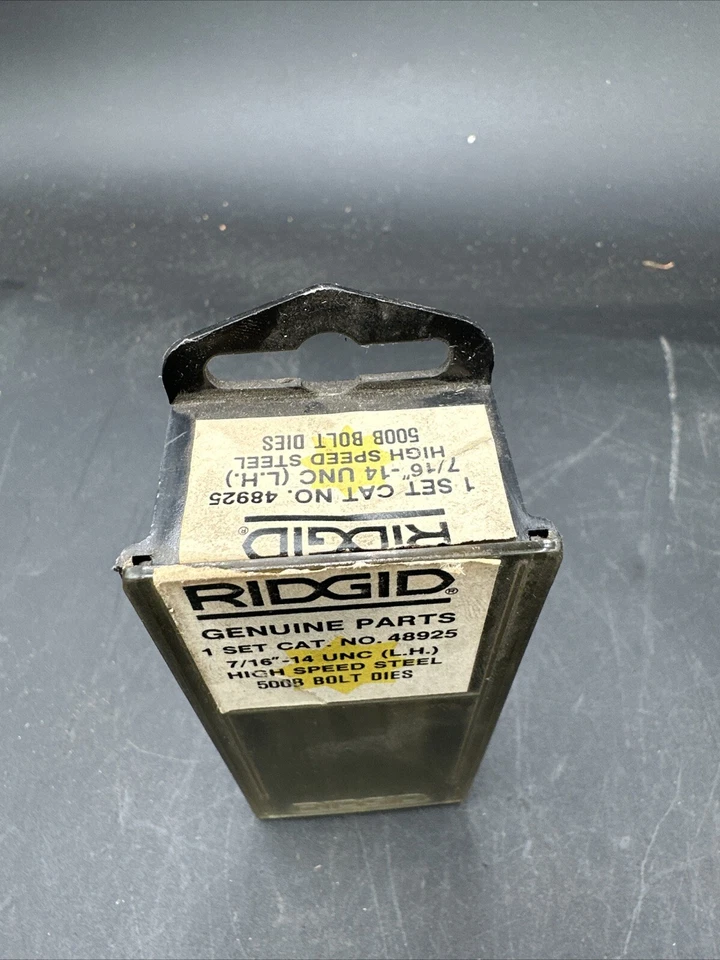 500B BOLT DIES
HIGH SPEED STEEL
7/16"-14 UNC (L.H.)
1 SET CAT NO. 48925
RIDGID®
RIDGID®
GENUINE PARTS
1 SET CAT. NO. 48925
7/16"-14 UNC (L.H.)
HIGH SPEED STEEL
500B BOLT DIES